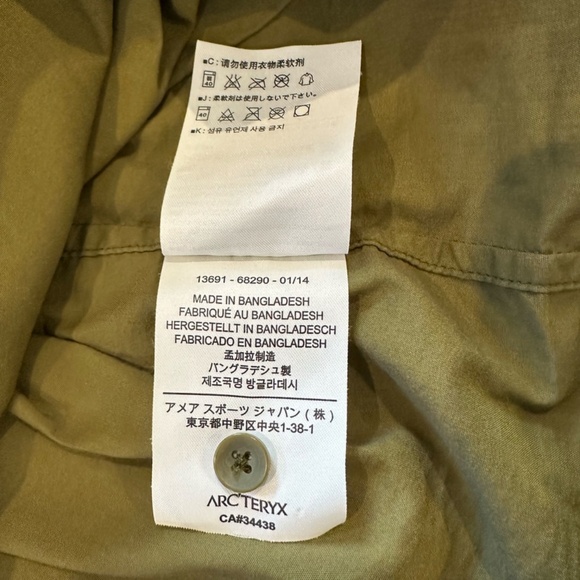 ■C : 请勿使用衣物柔软剂
40
■J : 柔軟剤は使用しないで下さい。
40
■K : 섬유 유연제 사용 금지
13691 - 68290 - 01/14
MADE IN BANGLADESH
FABRIQUÉ AU BANGLADESH
HERGESTELLT IN BANGLADESCH
FABRICADO EN BANGLADESH
孟加拉制造
バングラデシュ製
제조국명 방글라데시
アメア スポーツ ジャパン ( 株 )
東京都中野区中央1-38-1
ARC'TERYX
CA#34438